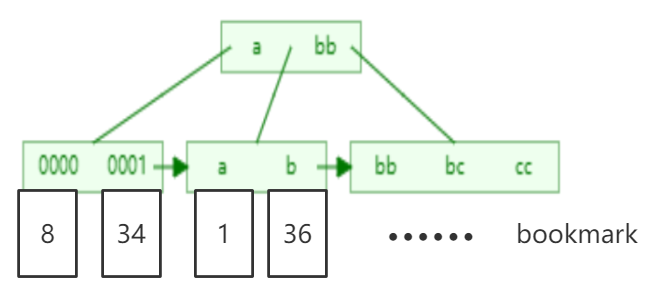 a bb
0000 0001 a b bb bc cc
8 34 1 36 •••••• bookmark